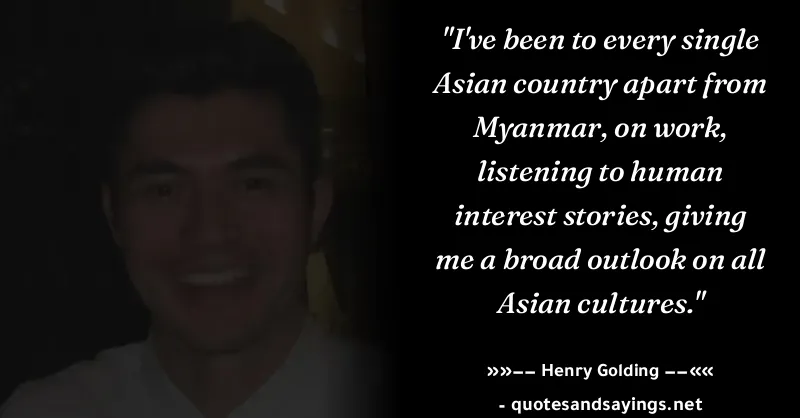 "I've been to every single
Asian country apart from
Myanmar, on work,
listening to human
interest stories, giving
me a broad outlook on all
Asian cultures."
»»−− Henry Golding −−««
- quotesandsayings.net